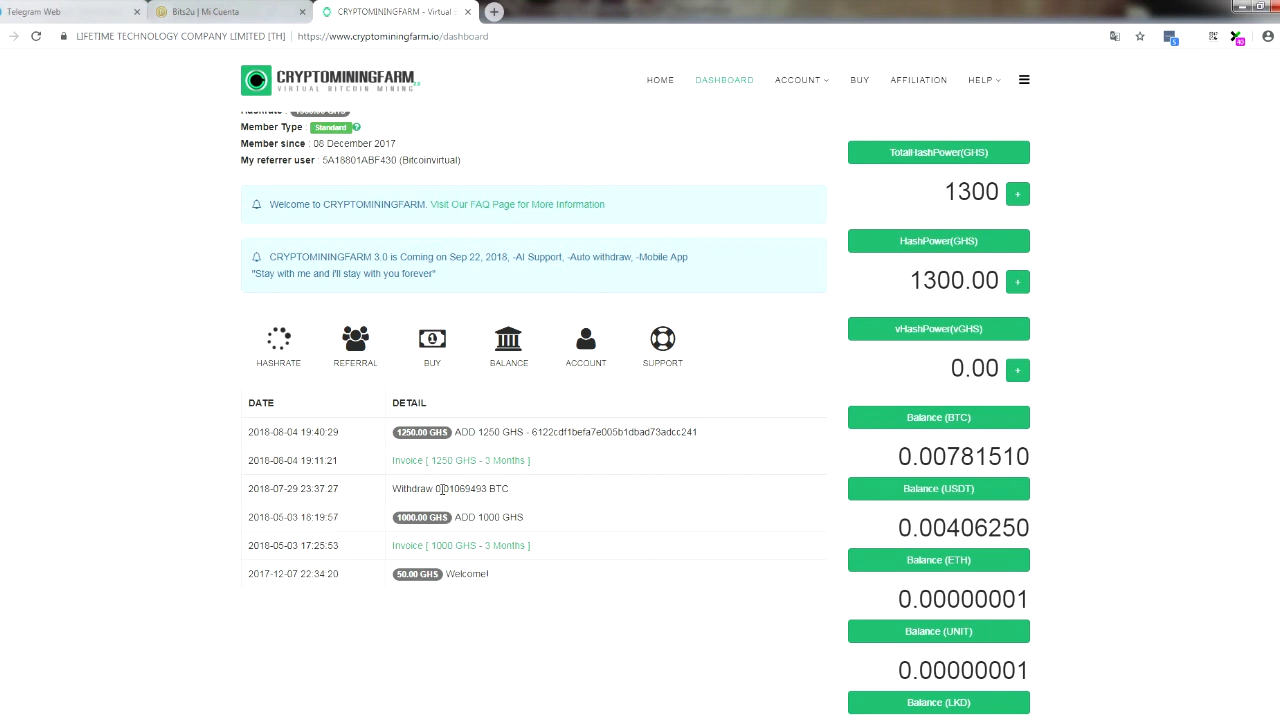 Telegram Web
Bits2u | Mi Cuenta
CRYPTOMININGFARM - Virtual
LIFETIME TECHNOLOGY COMPANY LIMITED [TH]
https://www.cryptominingfarm.io/dashboard
CRYPTOMININGFARM
VIRTUAL BITCOIN MINING
HOME
DASHBOARD
ACCOUNT
BUY
AFFILIATION
HELP
Member Type : Standard
Member since : 08 December 2017
My referrer user : 5A18801ABF430 (Bitcoinvirtual)
Welcome to CRYPTOMININGFARM. Visit Our FAQ Page for More Information
CRYPTOMININGFARM 3.0 is Coming on Sep 22, 2018, -AI Support, -Auto withdraw, -Mobile App
"Stay with me and i'll stay with you forever"
HASHRATE
REFERRAL
BUY
BALANCE
ACCOUNT
SUPPORT
DATE DETAIL
2018-08-04 19:40:29 1250.00 GHS ADD 1250 GHS - 6122cdf1befa7e005b1dbad73adcc241
2018-08-04 19:11:21 Invoice [ 1250 GHS - 3 Months ]
2018-07-29 23:37:27 Withdraw BTC
2018-05-03 18:19:57 1000.00 GHS ADD 1000 GHS
2018-05-03 17:25:53 Invoice [ 1000 GHS - 3 Months ]
2017-12-07 22:34:20 50.00 GHS Welcome!
TotalHashPower(GHS)
1300 +
HashPower(GHS)
1300.00 +
vHashPower(vGHS)
0.00 +
Balance (BTC)
0.00781510
Balance (USDT)
0.00406250
Balance (ETH)
0.00000001
Balance (UNIT)
0.00000001
Balance (LKD)